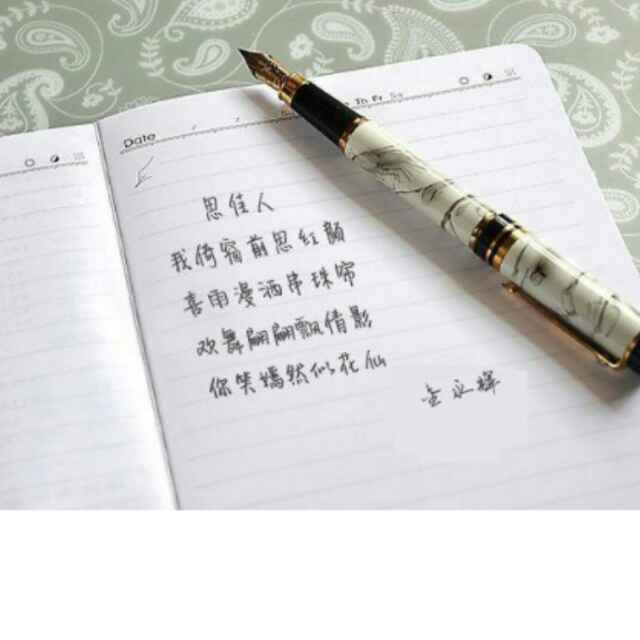 Date
Th Fr Sa
思佳人
我倚窗前思红颜
喜雨漫洒串珠帘
欢舞翩翩飘倩影
你笑嫣然似花仙
金永辉